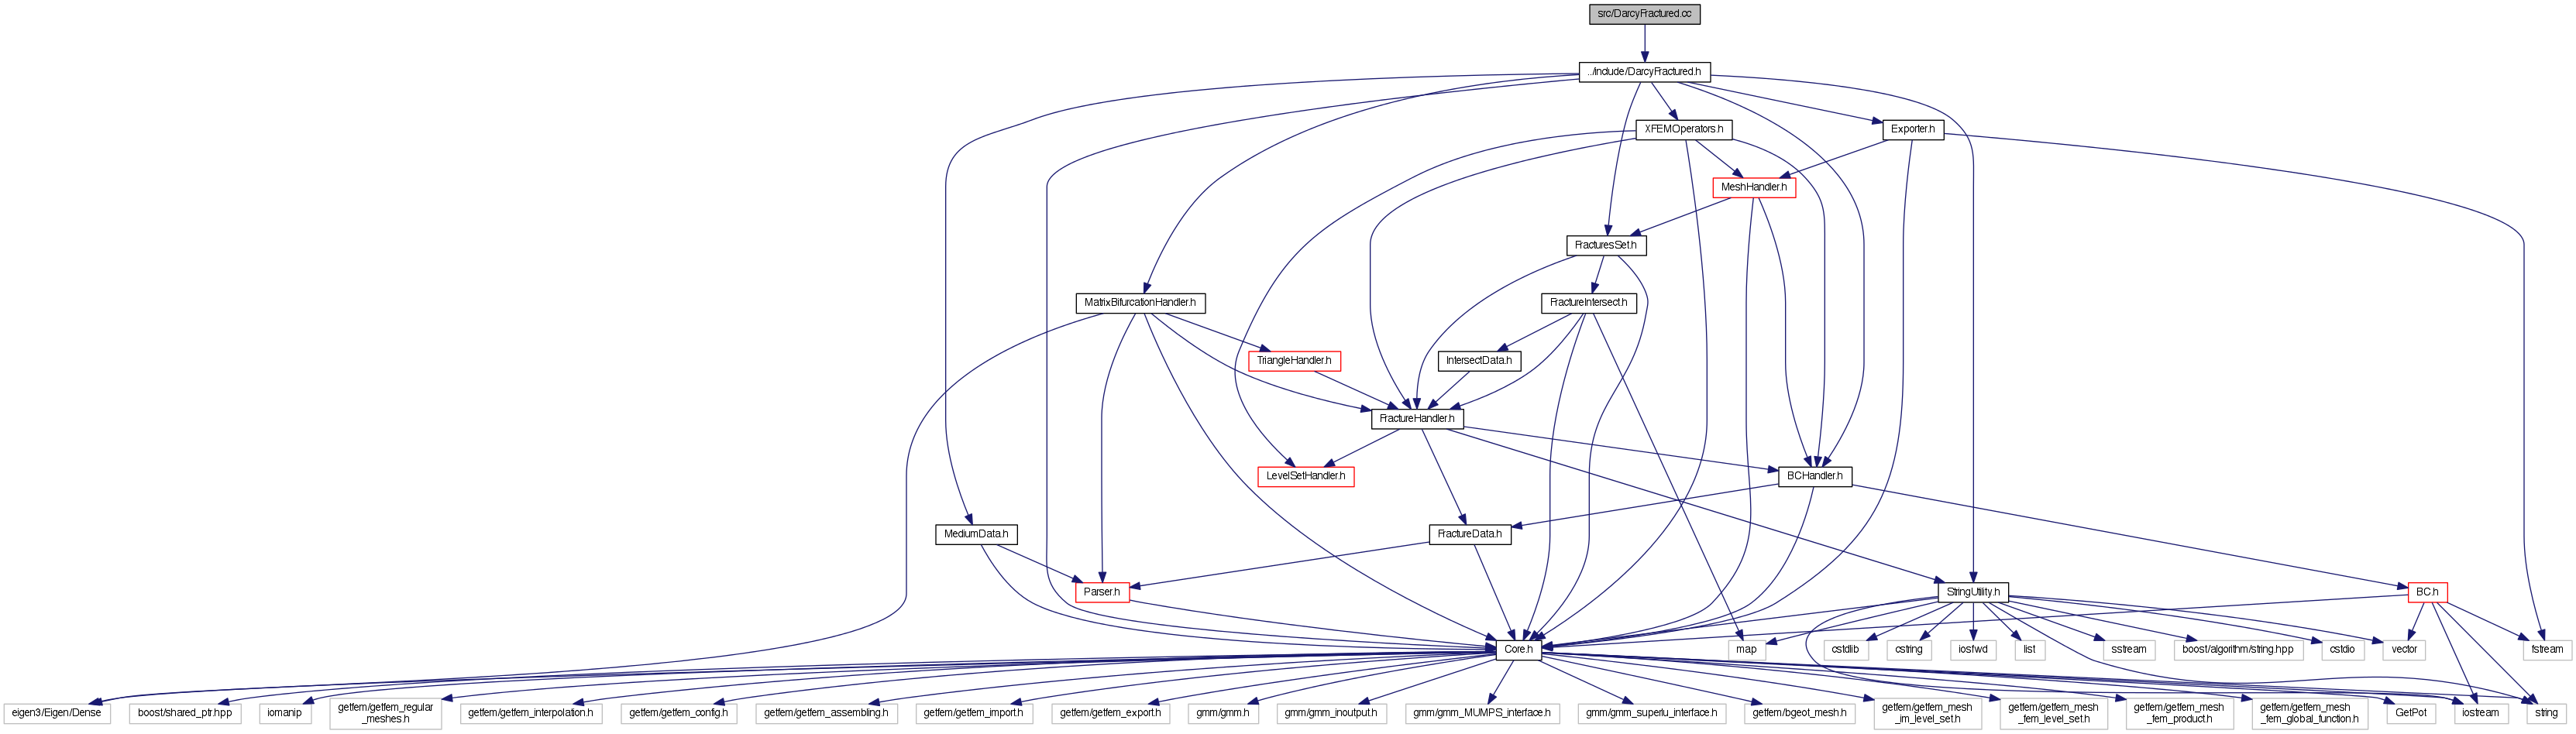 src/DarcyFractured.cc
../include/DarcyFractured.h
XFEMOperators.h
Exporter.h
MeshHandler.h
FracturesSet.h
MatrixBifurcationHandler.h
FractureIntersect.h
TriangleHandler.h
IntersectData.h
FractureHandler.h
LevelSetHandler.h
BCHandler.h
MediumData.h
FractureData.h
Parser.h
StringUtility.h
BC.h
Core.h
map
cstdlib
cstring
iosfwd
list
sstream
boost/algorithm/string.hpp
cstdio
vector
fstream
eigen3/Eigen/Dense
boost/shared_ptr.hpp
iomanip
getfem/getfem_regular
_meshes.h
getfem/getfem_interpolation.h
getfem/getfem_config.h
getfem/getfem_assembling.h
getfem/getfem_import.h
getfem/getfem_export.h
gmm/gmm.h
gmm/gmm_inoutput.h
gmm/gmm_MUMPS_interface.h
gmm/gmm_superlu_interface.h
getfem/bgeot_mesh.h
getfem/getfem_mesh
_im_level_set.h
getfem/getfem_mesh
_fem_level_set.h
getfem/getfem_mesh
_fem_product.h
getfem/getfem_mesh
_fem_global_function.h
GetPot
iostream
string